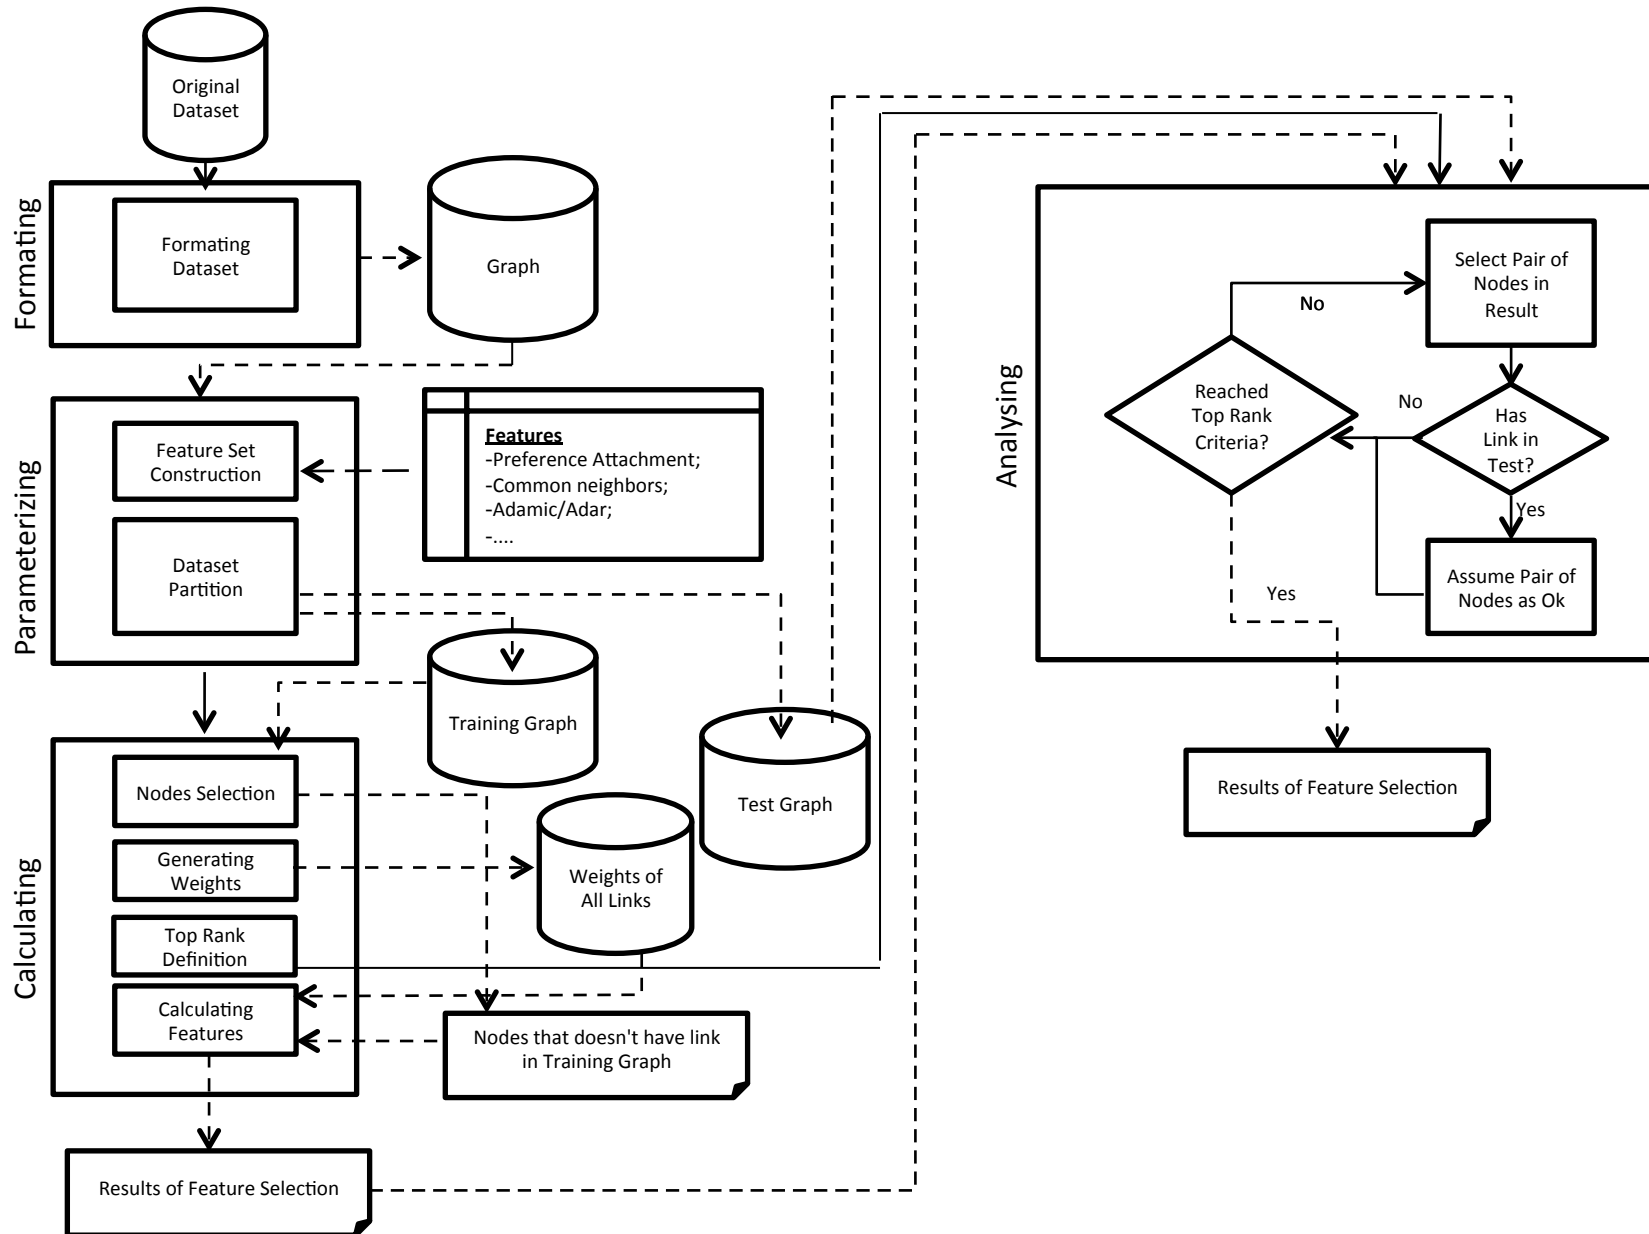 Original
Dataset
Formating
Formating
Dataset
Graph
Parameterizing
Feature Set
Construction
Dataset
Partition
Features
-Preference Attachment;
-Common neighbors;
-Adamic/Adar;
-....
Training Graph
Test Graph
Calculating
Nodes Selection
Generating
Weights
Top Rank
Definition
Calculating
Features
Weights of
All Links
Nodes that doesn't have link
in Training Graph
Results of Feature Selection
Analysing
Select Pair of
Nodes in
Result
No
Reached
Top Rank
Criteria?
No
Has
Link in
Test?
Yes
Assume Pair of
Nodes as Ok
Yes
Results of Feature Selection